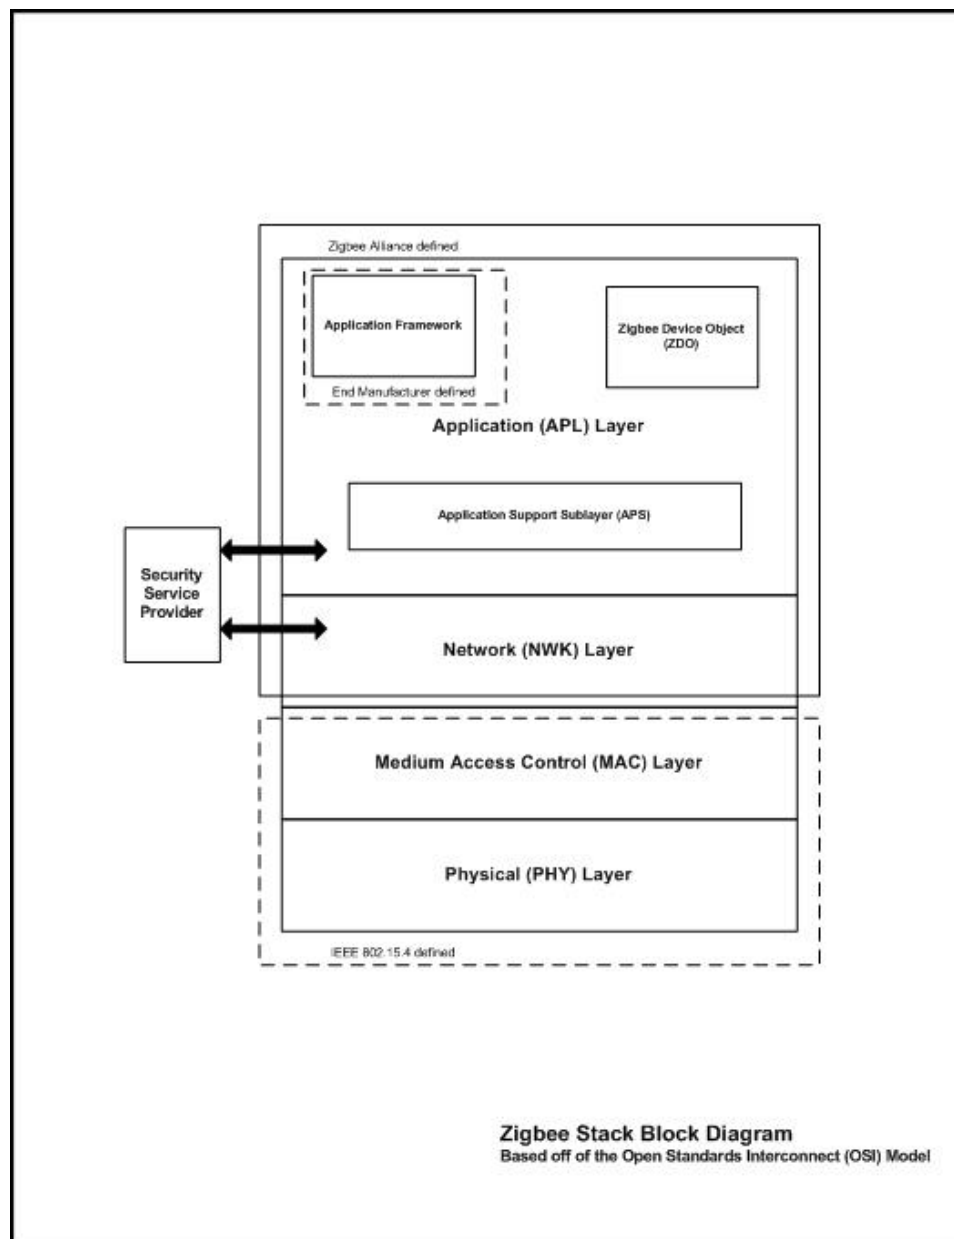 Zigbee Alliance defined
Application Framework
Zigbee Device Object
(ZDO)
End Manufacturer defined
Application (APL) Layer
Application Support Sublayer (APS)
Security
Service
Provider
Network (NWK) Layer
Medium Access Control (MAC) Layer
Physical (PHY) Layer
IEEE 802.15.4 defined
Zigbee Stack Block Diagram
Based off of the Open Standards Interconnect (OSI) Model